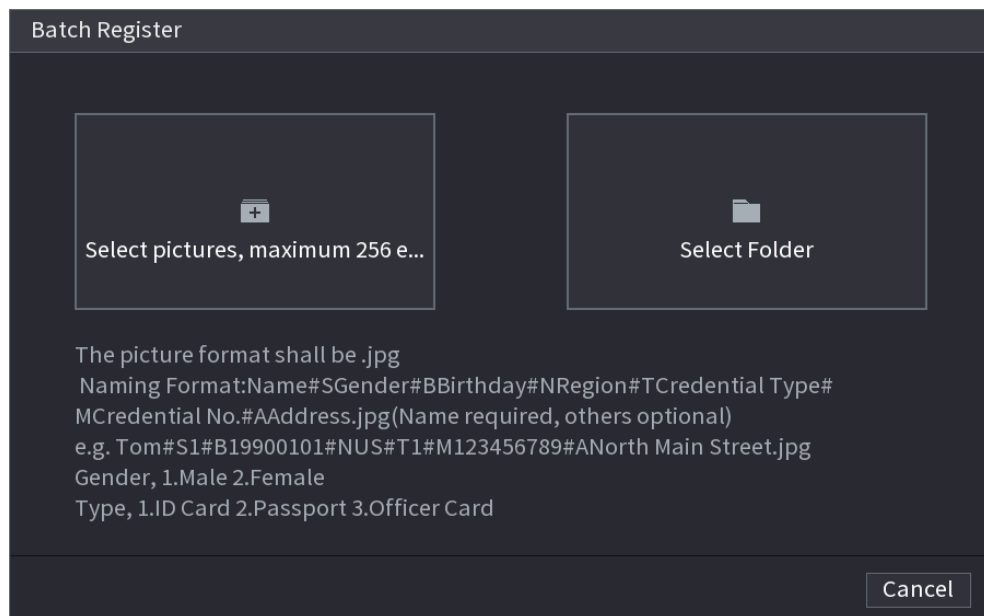 Batch Register
Select pictures, maximum 256 e...
Select Folder
The picture format shall be .jpg
Naming Format:Name#SGender#BBirthday#NRegion#TCredential Type#
MCredential No.#AAddress.jpg(Name required, others optional)
e.g. Tom#S1#B19900101#NUS#T1#M123456789#ANorth Main Street.jpg
Gender, 1.Male 2.Female
Type, 1.ID Card 2.Passport 3.Officer Card
Cancel